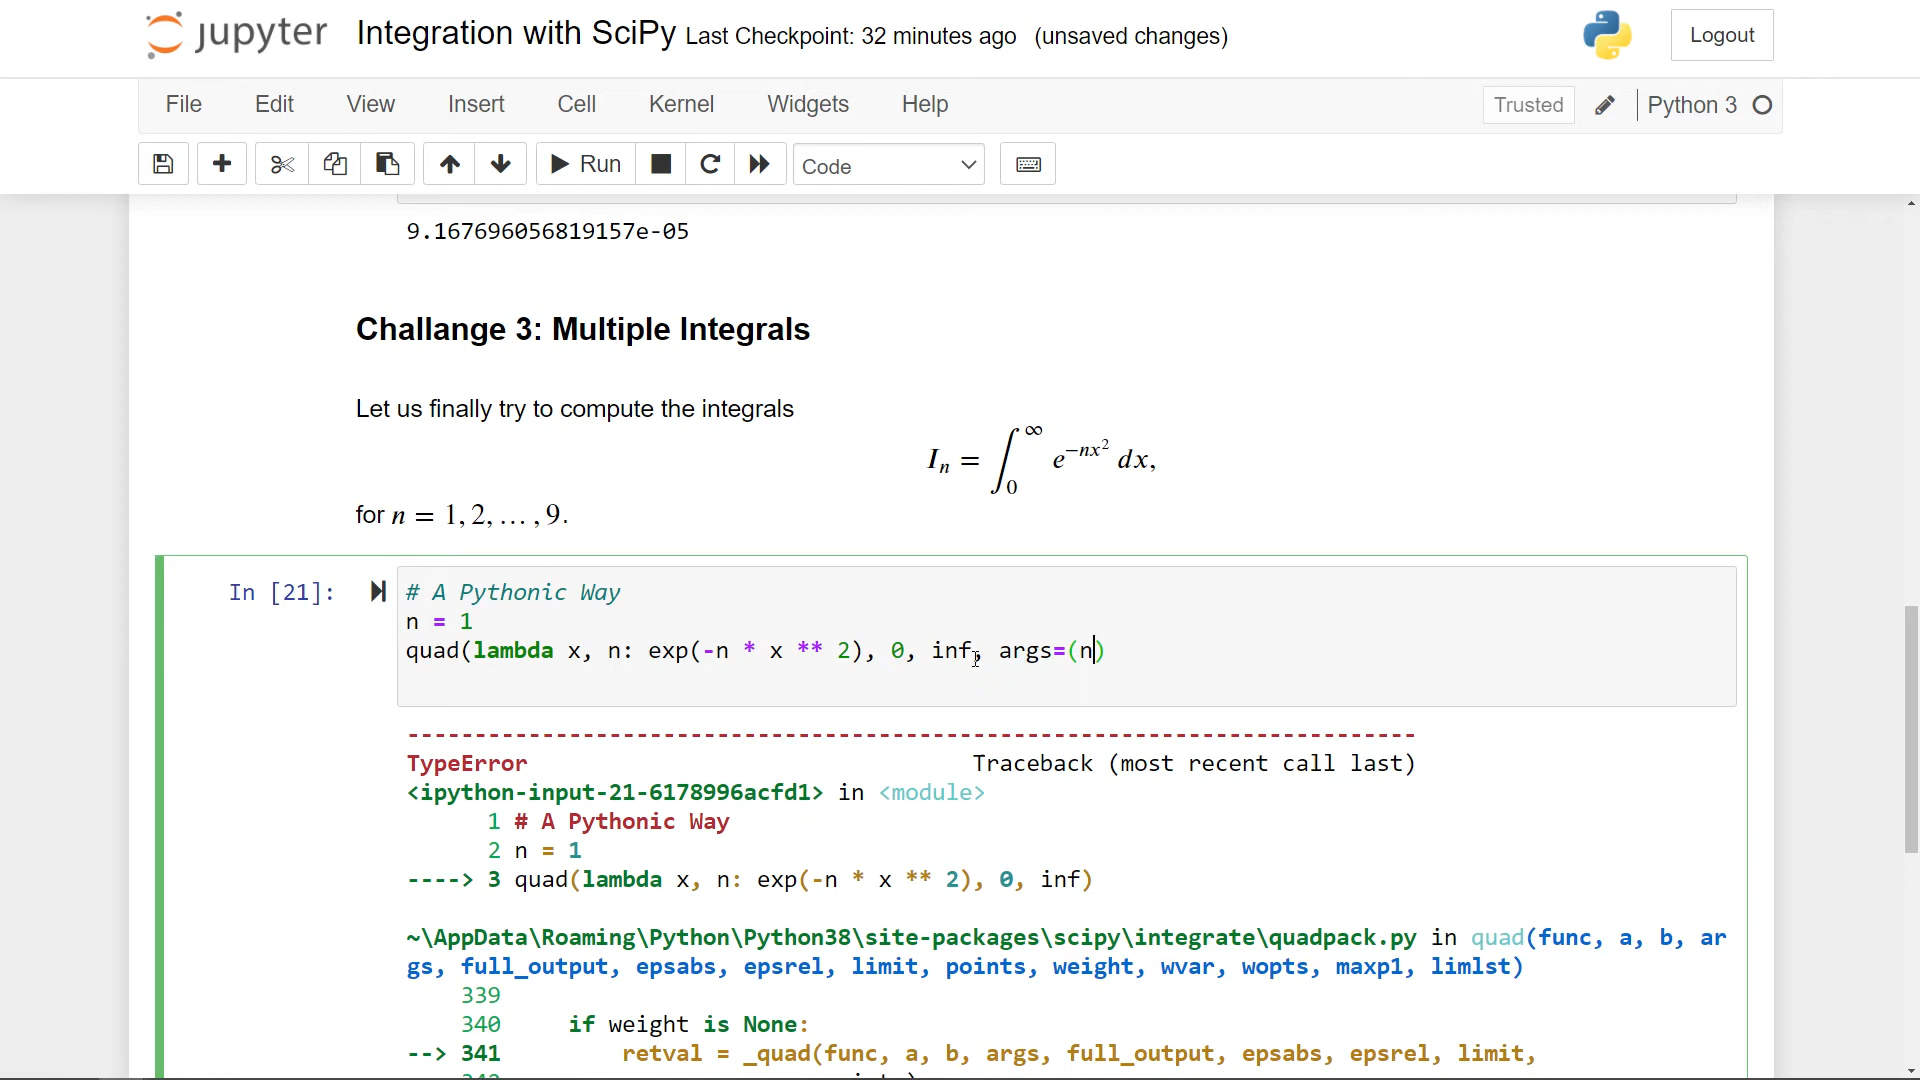 jupyter Integration with SciPy Last Checkpoint: 32 minutes ago (unsaved changes) Logout
File Edit View Insert Cell Kernel Widgets Help Trusted Python 3
Run Code
9.167696056819157e-05
Challange 3: Multiple Integrals
Let us finally try to compute the integrals
Iₙ = ∫₀^∞ e^(−nx²) dx,
for n = 1, 2, … , 9.
In [21]:
# A Pythonic Way
n = 1
quad(lambda x, n: exp(-n * x ** 2), 0, inf, args=(n)
---------------------------------------------------------------------------
TypeError Traceback (most recent call last)
<ipython-input-21-6178996acfd1> in <module>
1 # A Pythonic Way
2 n = 1
----> 3 quad(lambda x, n: exp(-n * x ** 2), 0, inf)
~\AppData\Roaming\Python\Python38\site-packages\scipy\integrate\quadpack.py in quad(func, a, b, ar
gs, full_output, epsabs, epsrel, limit, points, weight, wvar, wopts, maxp1, limlst)
339
340 if weight is None:
--> 341 retval = _quad(func, a, b, args, full_output, epsabs, epsrel, limit,